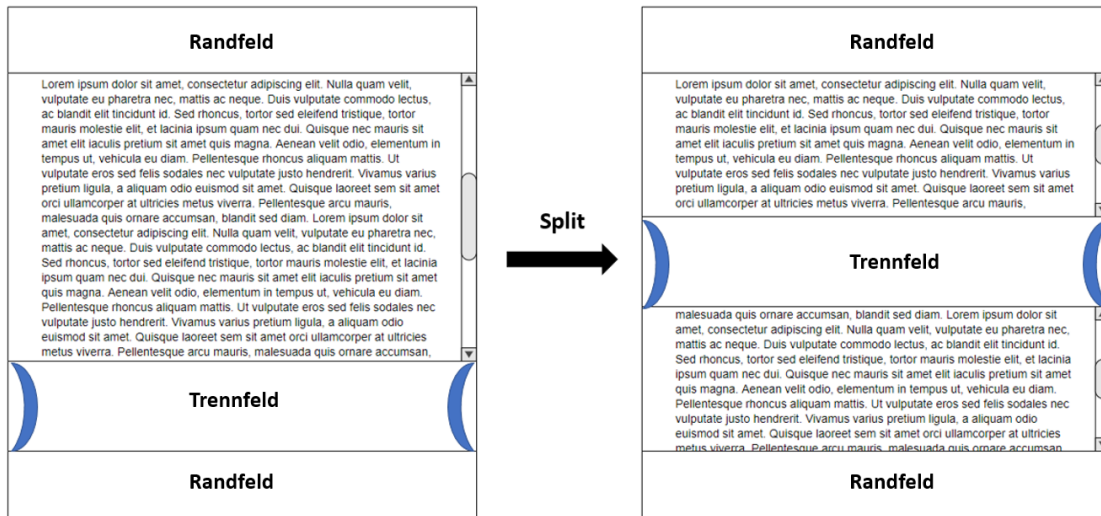 Randfeld
Lorem ipsum dolor sit amet, consectetur adipiscing elit. Nulla quam velit,
vulputate eu pharetra nec, mattis ac neque. Duis vulputate commodo lectus,
ac blandit elit tincidunt id. Sed rhoncus, tortor sed eleifend tristique, tortor
mauris molestie elit, et lacinia ipsum quam nec dui. Quisque nec mauris sit
amet elit iaculis pretium sit amet quis magna. Aenean velit odio, elementum in
tempus ut, vehicula eu diam. Pellentesque rhoncus aliquam mattis. Ut
vulputate eros sed felis sodales nec vulputate justo hendrerit. Vivamus varius
pretium ligula, a aliquam odio euismod sit amet. Quisque laoreet sem sit amet
orci ullamcorper at ultricies metus viverra. Pellentesque arcu mauris,
malesuada quis ornare accumsan, blandit sed diam. Lorem ipsum dolor sit
amet, consectetur adipiscing elit. Nulla quam velit, vulputate eu pharetra nec,
mattis ac neque. Duis vulputate commodo lectus, ac blandit elit tincidunt id.
Sed rhoncus, tortor sed eleifend tristique, tortor mauris molestie elit, et lacinia
ipsum quam nec dui. Quisque nec mauris sit amet elit iaculis pretium sit amet
quis magna. Aenean velit odio, elementum in tempus ut, vehicula eu diam.
Pellentesque rhoncus aliquam mattis. Ut vulputate eros sed felis sodales nec
vulputate justo hendrerit. Vivamus varius pretium ligula, a aliquam odio
euismod sit amet. Quisque laoreet sem sit amet orci ullamcorper at ultricies
metus viverra. Pellentesque arcu mauris, malesuada quis ornare accumsan,
Trennfeld
Randfeld
Split
Randfeld
Lorem ipsum dolor sit amet, consectetur adipiscing elit. Nulla quam velit,
vulputate eu pharetra nec, mattis ac neque. Duis vulputate commodo lectus,
ac blandit elit tincidunt id. Sed rhoncus, tortor sed eleifend tristique, tortor
mauris molestie elit, et lacinia ipsum quam nec dui. Quisque nec mauris sit
amet elit iaculis pretium sit amet quis magna. Aenean velit odio, elementum in
tempus ut, vehicula eu diam. Pellentesque rhoncus aliquam mattis. Ut
vulputate eros sed felis sodales nec vulputate justo hendrerit. Vivamus varius
pretium ligula, a aliquam odio euismod sit amet. Quisque laoreet sem sit amet
orci ullamcorper at ultricies metus viverra. Pellentesque arcu mauris,
Trennfeld
malesuada quis ornare accumsan, blandit sed diam. Lorem ipsum dolor sit
amet, consectetur adipiscing elit. Nulla quam velit, vulputate eu pharetra nec,
mattis ac neque. Duis vulputate commodo lectus, ac blandit elit tincidunt id.
Sed rhoncus, tortor sed eleifend tristique, tortor mauris molestie elit, et lacinia
ipsum quam nec dui. Quisque nec mauris sit amet elit iaculis pretium sit amet
quis magna. Aenean velit odio, elementum in tempus ut, vehicula eu diam.
Pellentesque rhoncus aliquam mattis. Ut vulputate eros sed felis sodales nec
vulputate justo hendrerit. Vivamus varius pretium ligula, a aliquam odio
euismod sit amet. Quisque laoreet sem sit amet orci ullamcorper at ultricies
metus viverra. Pellentesque arcu mauris, malesuada quis ornare accumsan
Randfeld